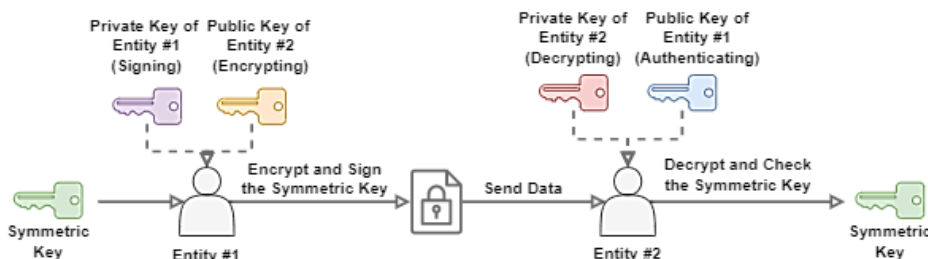 Private Key of
Entity #1
(Signing)
Public Key of
Entity #2
(Encrypting)
Private Key of
Entity #2
(Decrypting)
Public Key of
Entity #1
(Authenticating)
Encrypt and Sign
the Symmetric Key
Send Data
Decrypt and Check
the Symmetric Key
Symmetric
Key
Entity #1
Entity #2
Symmetric
Key